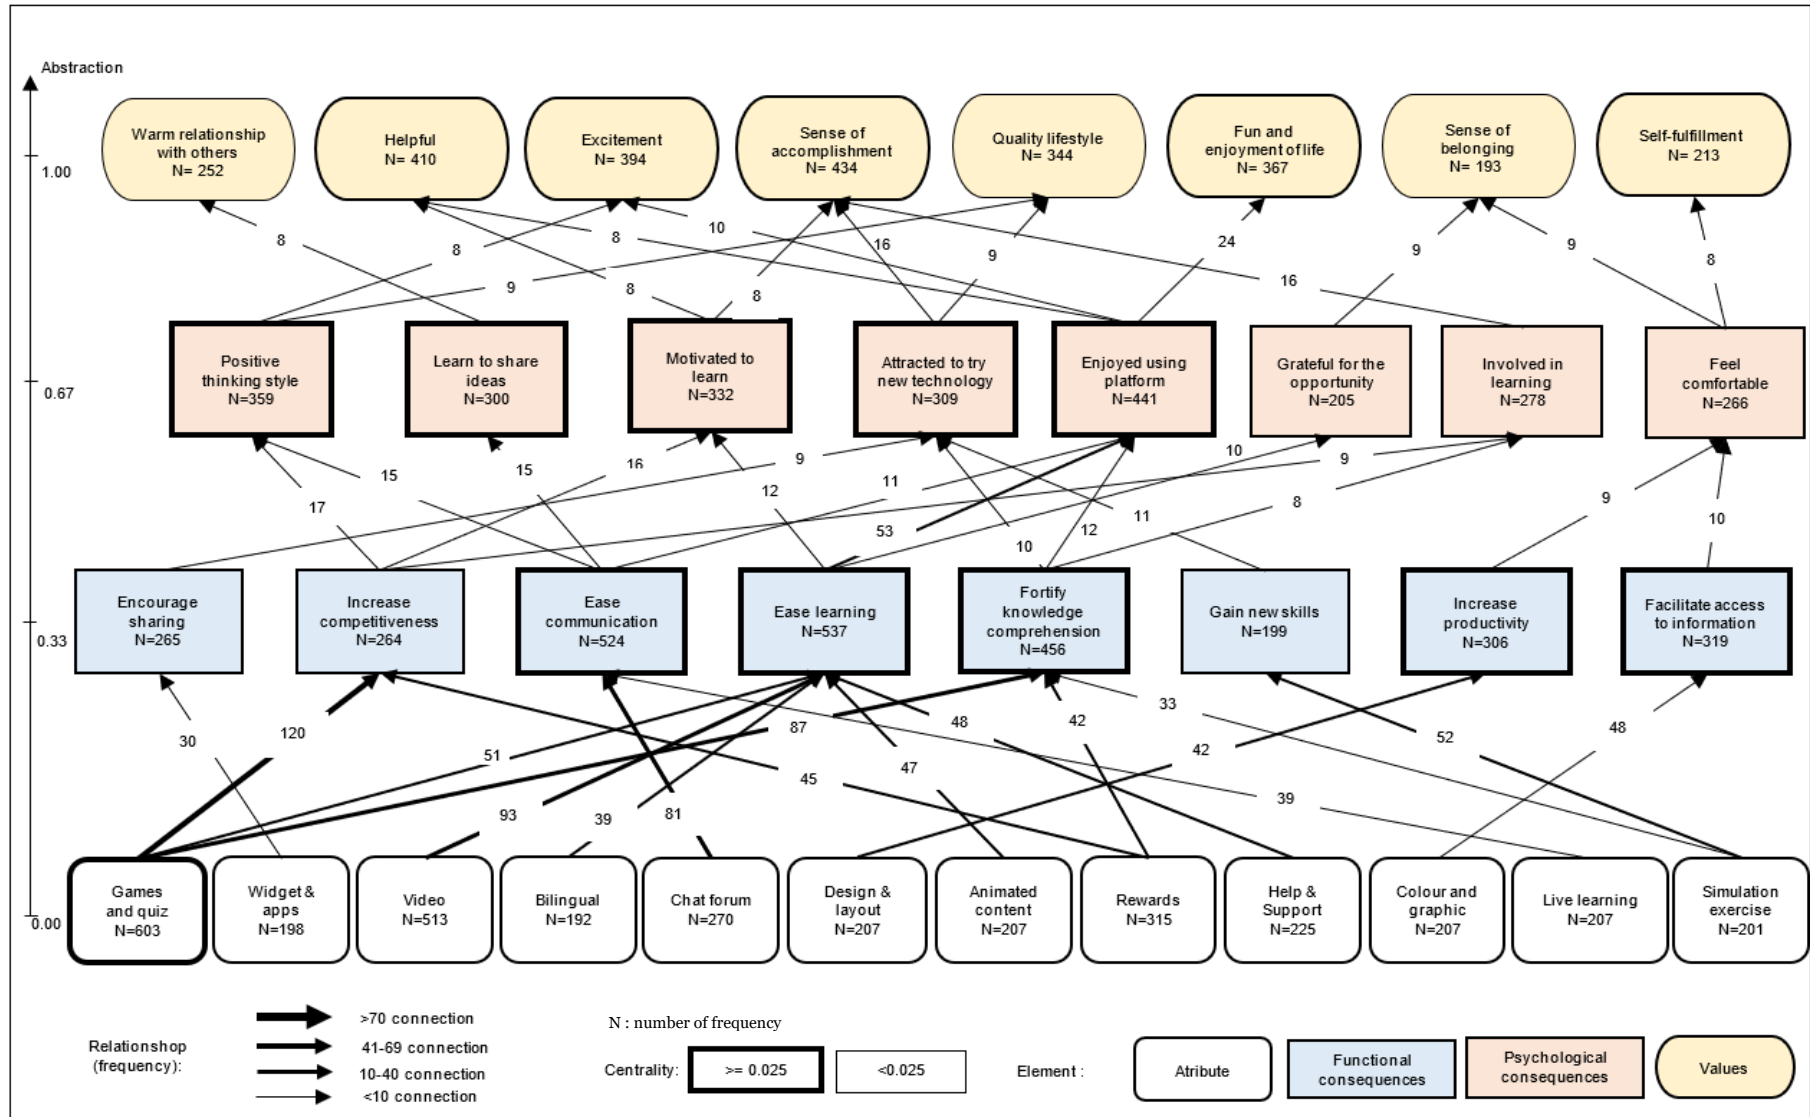 Abstraction
Warm relationship
with others
N= 252
Helpful
N= 410
Excitement
N= 394
Sense of
accomplishment
N= 434
Quality lifestyle
N= 344
Fun and
enjoyment of life
N= 367
Sense of
belonging
N= 193
Self-fulfillment
N= 213
1.00
8
8
9
8
8
10
8
16
9
24
16
9
9
8
Positive
thinking style
N=359
Learn to share
ideas
N=300
Motivated to
learn
N=332
Attracted to try
new technology
N=309
Enjoyed using
platform
N=441
Grateful for the
opportunity
N=205
Involved in
learning
N=278
Feel
comfortable
N=266
0.67
17
15
15
16
12
9
11
53
10
12
11
10
9
8
9
10
Encourage
sharing
N=265
Increase
competitiveness
N=264
Ease
communication
N=524
Ease learning
N=537
Fortify
knowledge
comprehension
N=456
Gain new skills
N=199
Increase
productivity
N=306
Facilitate access
to information
N=319
0.33
30
120
51
93
39
81
87
45
47
48
42
33
42
39
52
48
0.00
Games
and quiz
N=603
Widget &
apps
N=198
Video
N=513
Bilingual
N=192
Chat forum
N=270
Design &
layout
N=207
Animated
content
N=207
Rewards
N=315
Help &
Support
N=225
Colour and
graphic
N=207
Live learning
N=207
Simulation
exercise
N=201
Relationshop
(frequency):
>70 connection
41-69 connection
10-40 connection
<10 connection
N : number of frequency
Centrality:
>= 0.025
<0.025
Element :
Atribute
Functional
consequences
Psychological
consequences
Values